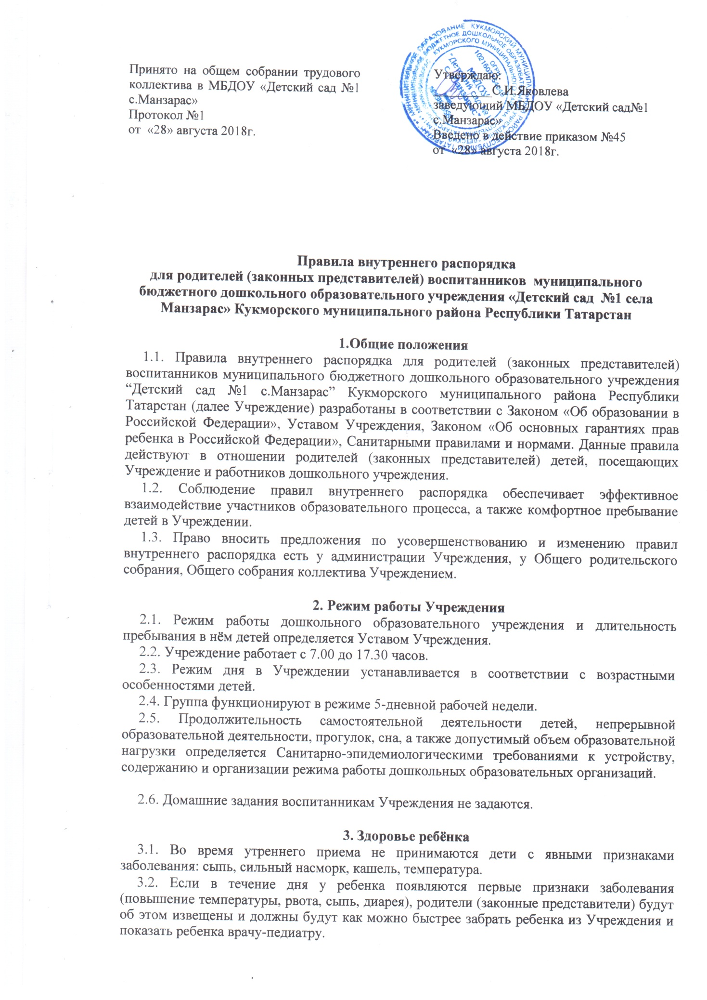 Принято на общем собрании трудового
коллектива в МБДОУ «Детский сад №1
с.Манзарас»
Протокол №1
от «28» августа 2018г.
Утверждаю:
_________С.И.Яковлева
заведующий МБДОУ «Детский сад№1
с.Манзарас»
Введено в действие приказом №45
от «28» августа 2018г.
МБДОУ
"Детский сад №1
с. Манзарас"
ОГРН
Правила внутреннего распорядка
для родителей (законных представителей) воспитанников муниципального
бюджетного дошкольного образовательного учреждения «Детский сад №1 села
Манзарас» Кукморского муниципального района Республики Татарстан
1.Общие положения
1.1. Правила внутреннего распорядка для родителей (законных представителей)
воспитанников муниципального бюджетного дошкольного образовательного учреждения
“Детский сад №1 с.Манзарас” Кукморского муниципального района Республики
Татарстан (далее Учреждение) разработаны в соответствии с Законом «Об образовании в
Российской Федерации», Уставом Учреждения, Законом «Об основных гарантиях прав
ребенка в Российской Федерации», Санитарными правилами и нормами. Данные правила
действуют в отношении родителей (законных представителей) детей, посещающих
Учреждение и работников дошкольного учреждения.
1.2. Соблюдение правил внутреннего распорядка обеспечивает эффективное
взаимодействие участников образовательного процесса, а также комфортное пребывание
детей в Учреждении.
1.3. Право вносить предложения по усовершенствованию и изменению правил
внутреннего распорядка есть у администрации Учреждения, у Общего родительского
собрания, Общего собрания коллектива Учреждением.
2. Режим работы Учреждения
2.1. Режим работы дошкольного образовательного учреждения и длительность
пребывания в нём детей определяется Уставом Учреждения.
2.2. Учреждение работает с 7.00 до 17.30 часов.
2.3. Режим дня в Учреждении устанавливается в соответствии с возрастными
особенностями детей.
2.4. Группа функционируют в режиме 5-дневной рабочей недели.
2.5. Продолжительность самостоятельной деятельности детей, непрерывной
образовательной деятельности, прогулок, сна, а также допустимый объем образовательной
нагрузки определяется Санитарно-эпидемиологическими требованиями к устройству,
содержанию и организации режима работы дошкольных образовательных организаций.
2.6. Домашние задания воспитанникам Учреждения не задаются.
3. Здоровье ребёнка
3.1. Во время утреннего приема не принимаются дети с явными признаками
заболевания: сыпь, сильный насморк, кашель, температура.
3.2. Если в течение дня у ребенка появляются первые признаки заболевания
(повышение температуры, рвота, сыпь, диарея), родители (законные представители) будут
об этом извещены и должны будут как можно быстрее забрать ребенка из Учреждения и
показать ребенка врачу-педиатру.